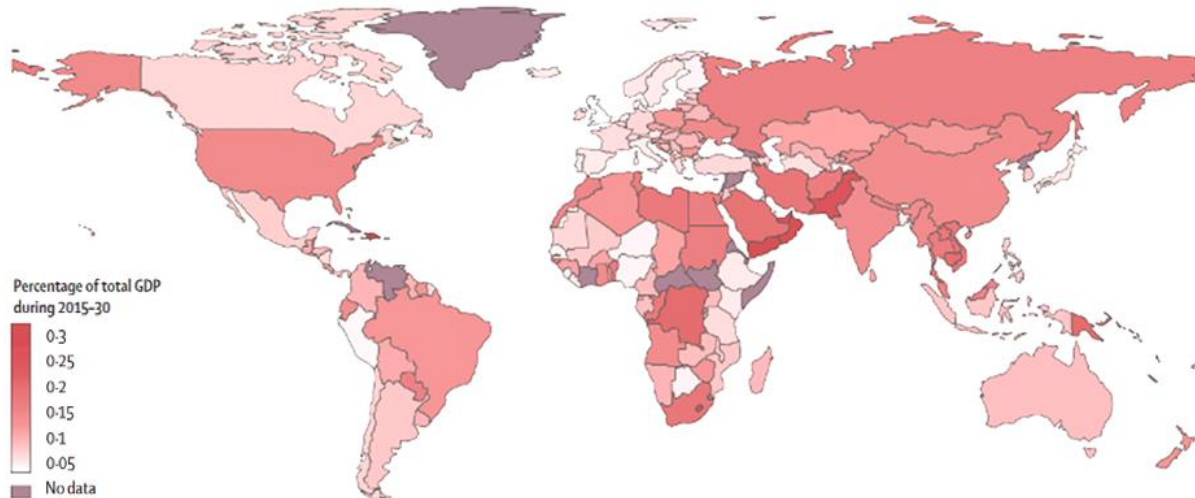 Percentage of total GDP
during 2015–30
0·3
0·25
0·2
0·15
0·1
0·05
No data